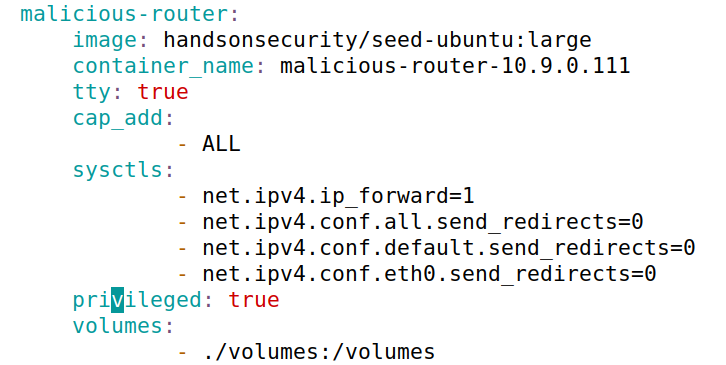 malicious-router:
image: handsonsecurity/seed-ubuntu:large
container_name: malicious-router-10.9.0.111
tty: true
cap_add:
- ALL
sysctls:
- net.ipv4.ip_forward=1
- net.ipv4.conf.all.send_redirects=0
- net.ipv4.conf.default.send_redirects=0
- net.ipv4.conf.eth0.send_redirects=0
privileged: true
volumes:
- ./volumes:/volumes